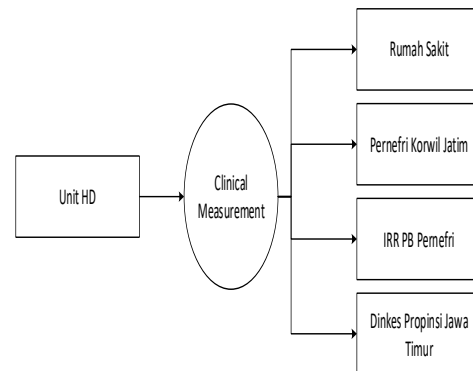 Unit HD
Clinical
Measurement
Rumah Sakit
Pernefri Korwil Jatim
IRR PB Pernefri
Dinkes Propinsi Jawa
Timur